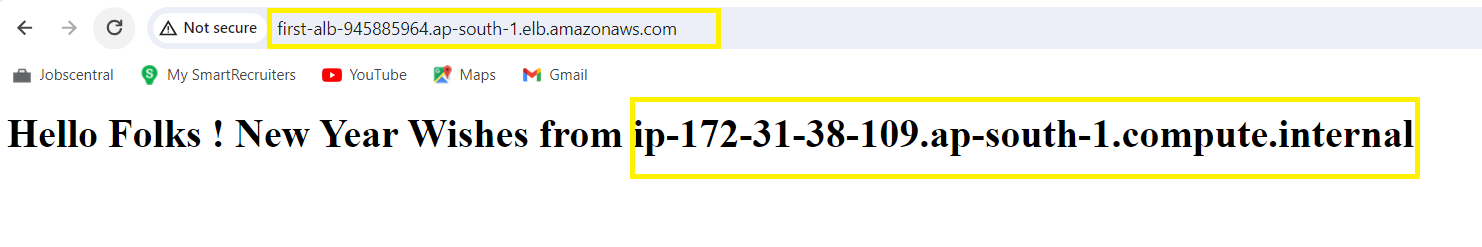 Not secure first-alb-945885964.ap-south-1.elb.amazonaws.com
Jobscentral My SmartRecruiters YouTube Maps Gmail
Hello Folks ! New Year Wishes from ip-172-31-38-109.ap-south-1.compute.internal